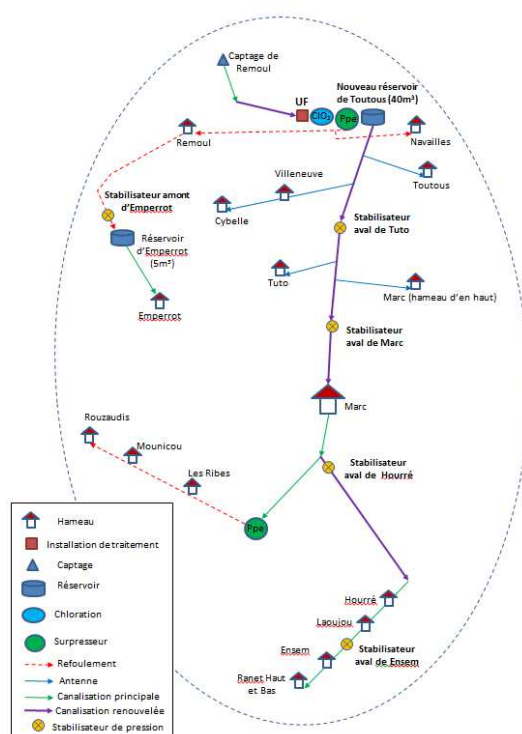 Captage de
Remoul
UF
ClO₂
Ppe
Nouveau réservoir
de Toutous (40m³)
Remoul
Navailles
Villeneuve
Toutous
Stabilisateur amont
d'Emperrot
Cybelle
Stabilisateur
aval de Tuto
Réservoir
d'Emperrot
(5m³)
Tuto
Marc (hameau d'en haut)
Emperrot
Stabilisateur
aval de Marc
Marc
Rouzaudis
Mounicou
Les Ribes
Stabilisateur
aval de Hourré
Ppe
Hourré
Laoujou
Ensem
Stabilisateur
aval de Ensem
Ranet Haut
et Bas
Hameau
Installation de traitement
Captage
Réservoir
Chloration
Surpresseur
Refoulement
Antenne
Canalisation principale
Canalisation renouvelée
Stabilisateur de pression